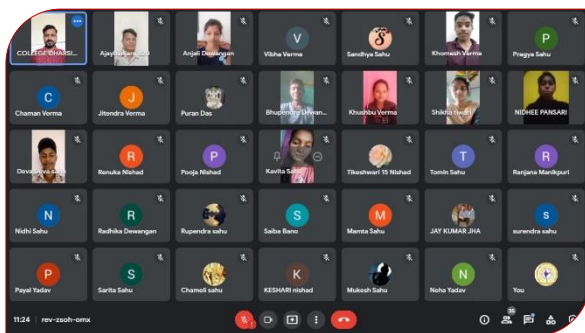 COLLEGE DHARSI...
Anjali Dewangan
Vibha Verma
Sandhya Sahu
Khomesh Verma
Pragya Sahu
Chaman Verma
Jitendra Verma
Puran Das
Bhupendra Dewan...
Khushbu Verma
Shikha tiwari
NIDHEE PANSARI
Renuka Nishad
Pooja Nishad
Kavita Sahu
Tikeshwari 15 Nishad
Tomin Sahu
Ranjana Manikpuri
Nidhi Sahu
Radhika Dewangan
Rupendra sahu
Saiba Bano
Mamta Sahu
JAY KUMAR JHA
surendra sahu
Payal Yadav
Sarita Sahu
Chameli sahu
KESHARI nishad
Mukesh Sahu
Noha Yadav
You
11:24
rev-zsoh-omx